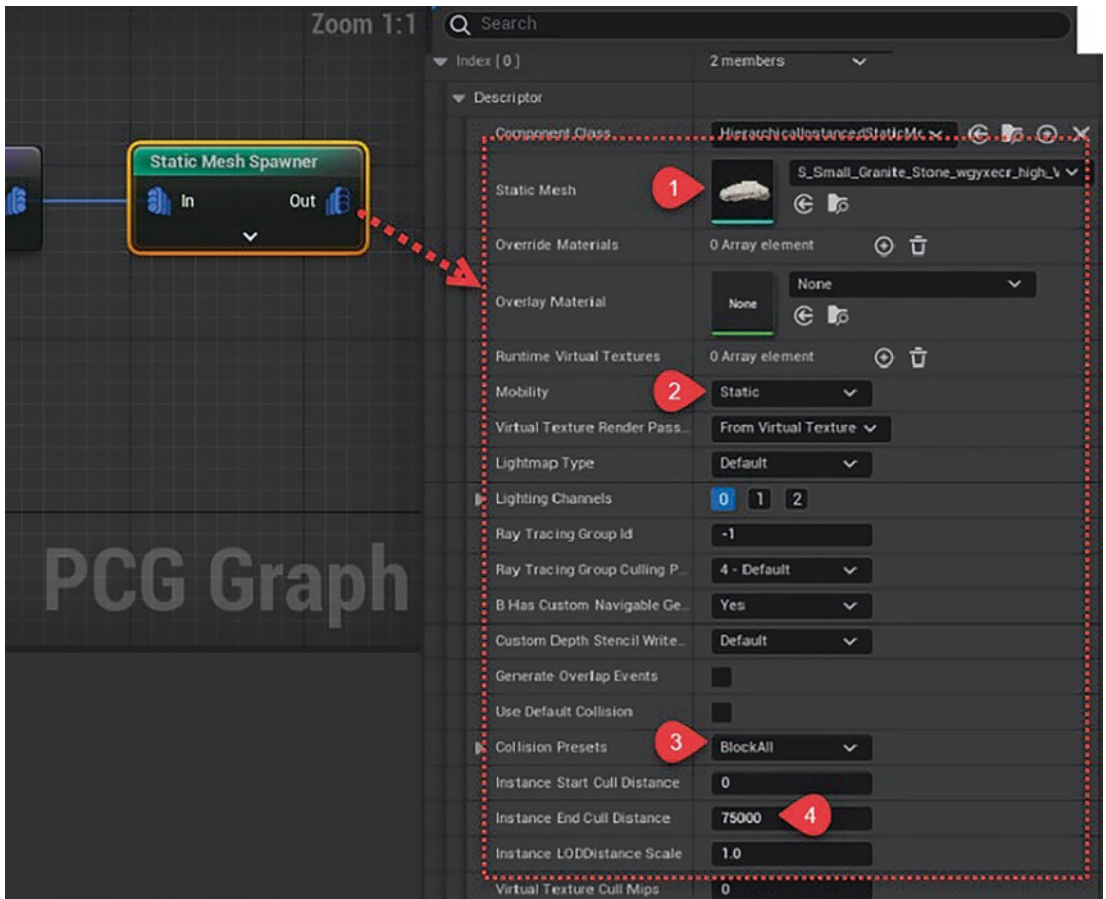 Zoom 1:1
Search
Index [ 0 ]
2 members
Descriptor
Component Class
HierarchicalInstancedStaticMe
Static Mesh Spawner
In
Out
Static Mesh
1
S_Small_Granite_Stone_wgyxecr_high_V
Override Materials
0 Array element
Overlay Material
None
None
Runtime Virtual Textures
0 Array element
Mobility
2
Static
Virtual Texture Render Pass...
From Virtual Texture
Lightmap Type
Default
Lighting Channels
0 1 2
Ray Tracing Group Id
-1
Ray Tracing Group Culling P...
4 - Default
PCG Graph
B Has Custom Navigable Ge...
Yes
Custom Depth Stencil Write...
Default
Generate Overlap Events
Use Default Collision
Collision Presets
3
BlockAll
Instance Start Cull Distance
0
Instance End Cull Distance
75000
4
Instance LODDistance Scale
1.0
Virtual Texture Cull Mips
0